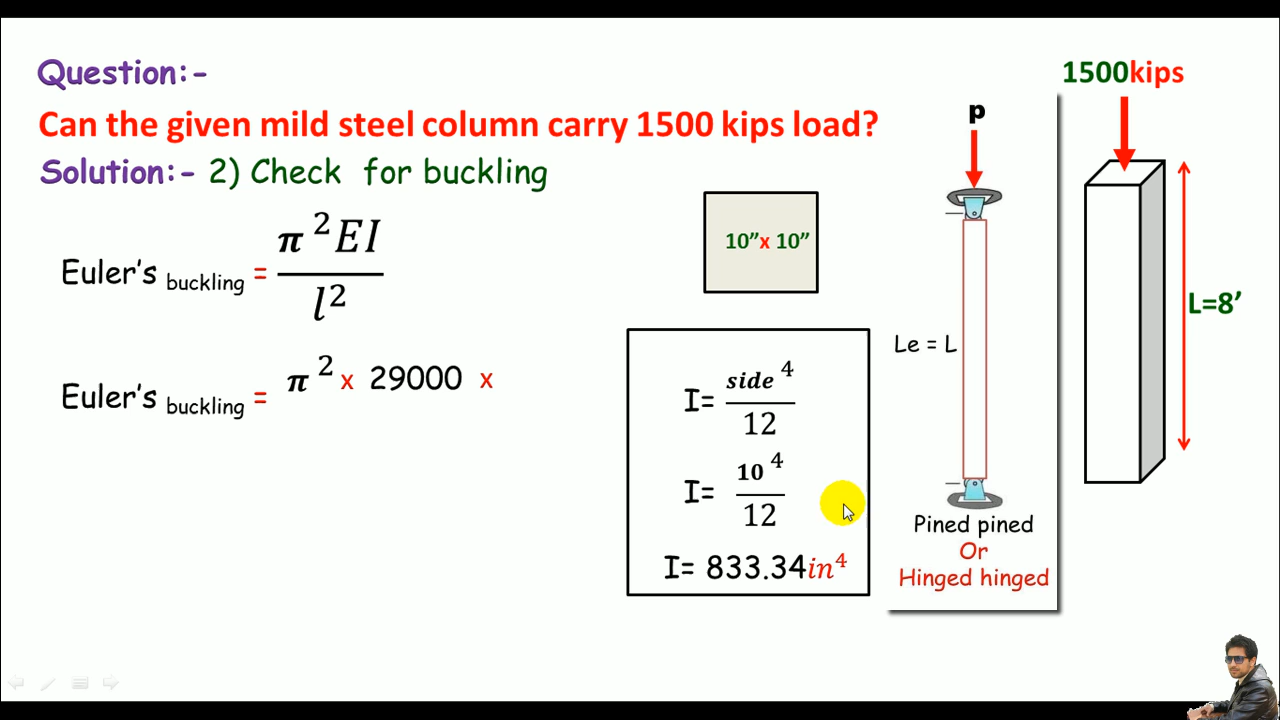 Question:-
Can the given mild steel column carry 1500 kips load?
Solution:- 2) Check for buckling
Euler's buckling = π²EI / l²
Euler's buckling = π² x 29000 x
10” x 10”
I= side⁴ / 12
I= 10⁴ / 12
I= 833.34in⁴
p
Le = L
Pined pined
Or
Hinged hinged
1500kips
L=8’